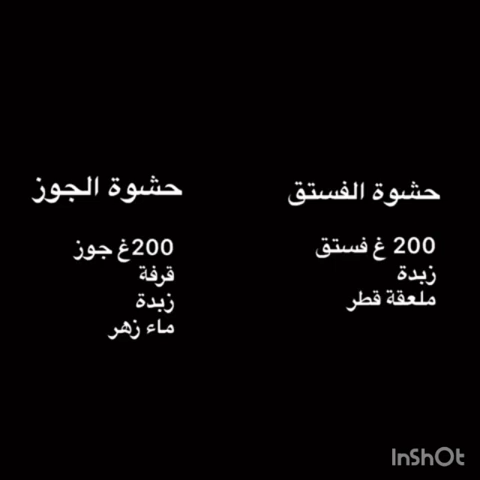 حشوة الفستق
200 غ فستق
زبدة
ملعقة قطر
حشوة الجوز
200غ جوز
قرفة
زبدة
ماء زهر
InShOt